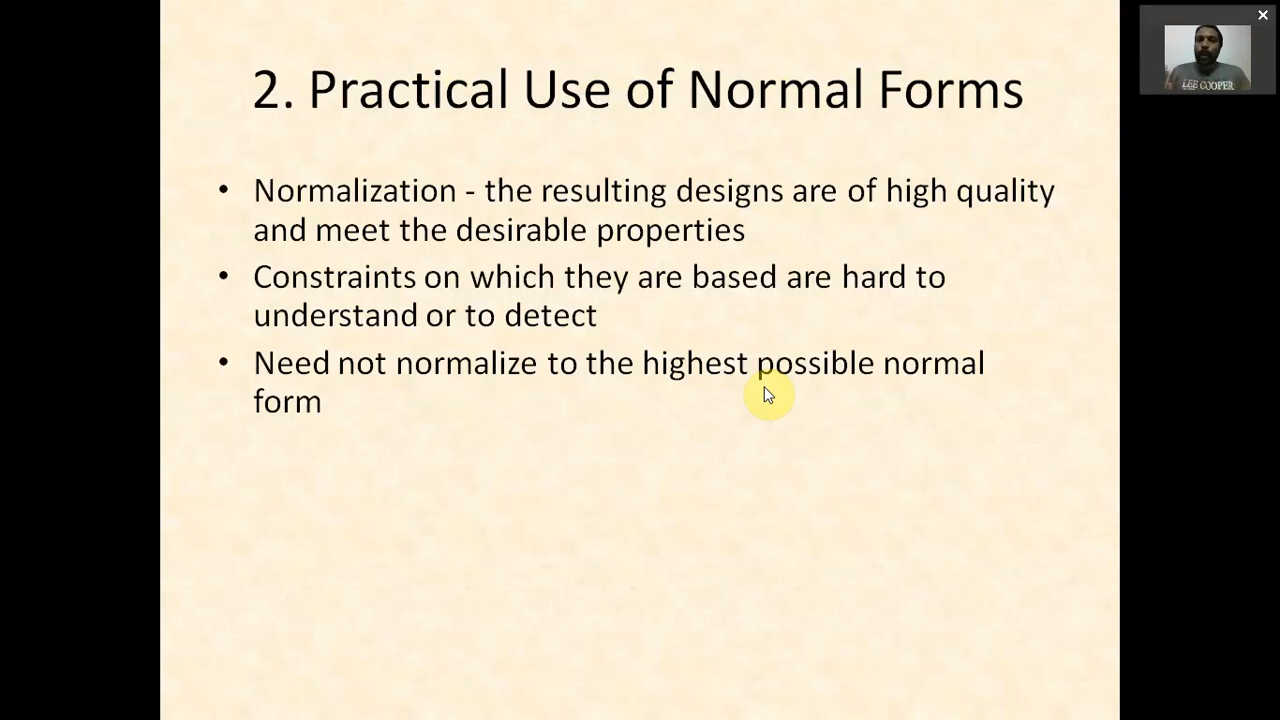 2. Practical Use of Normal Forms
• Normalization - the resulting designs are of high quality
and meet the desirable properties
• Constraints on which they are based are hard to
understand or to detect
• Need not normalize to the highest possible normal
form
LEE COOPER